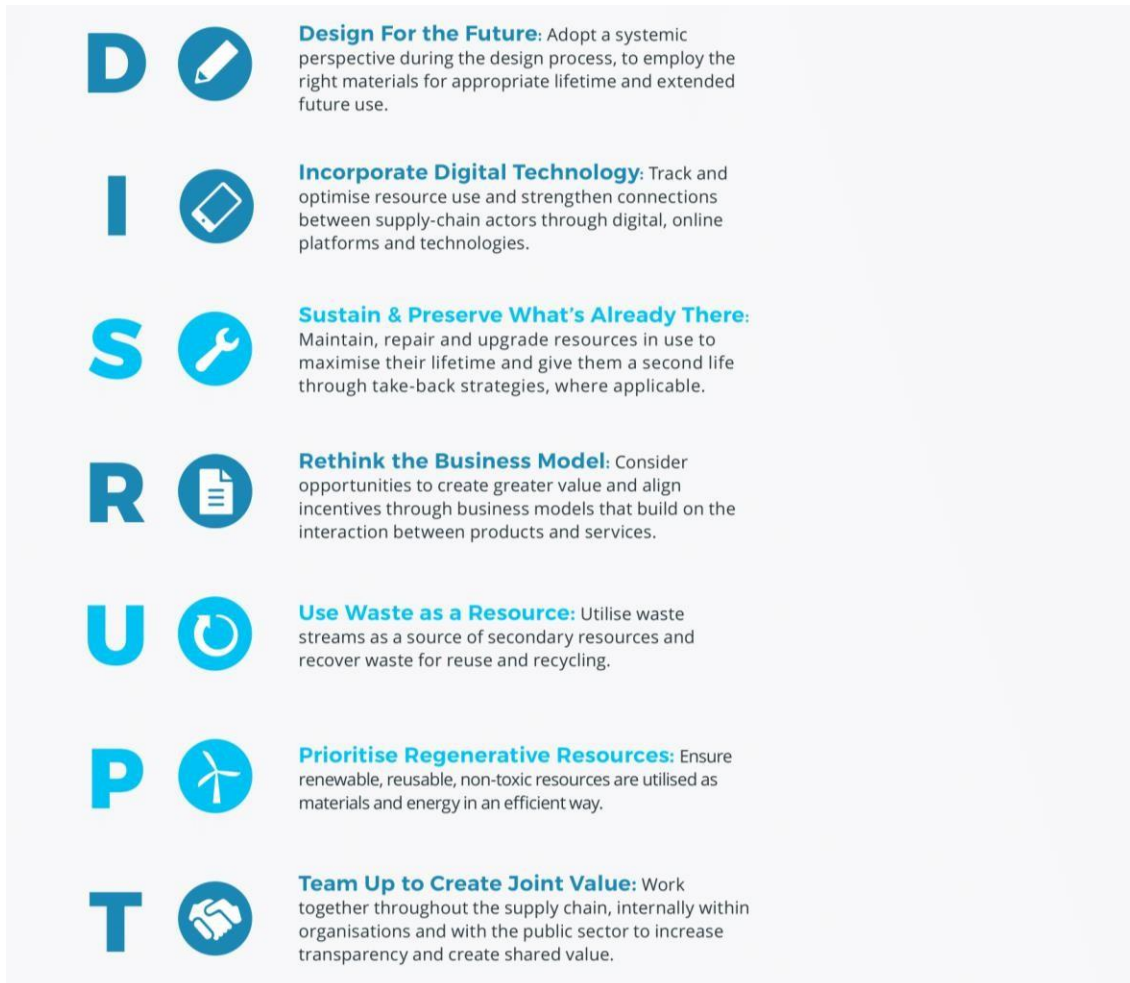 D
Design For the Future: Adopt a systemic
perspective during the design process, to employ the
right materials for appropriate lifetime and extended
future use.
I
Incorporate Digital Technology: Track and
optimise resource use and strengthen connections
between supply-chain actors through digital, online
platforms and technologies.
S
Sustain & Preserve What's Already There:
Maintain, repair and upgrade resources in use to
maximise their lifetime and give them a second life
through take-back strategies, where applicable.
R
Rethink the Business Model: Consider
opportunities to create greater value and align
incentives through business models that build on the
interaction between products and services.
U
Use Waste as a Resource: Utilise waste
streams as a source of secondary resources and
recover waste for reuse and recycling.
P
Prioritise Regenerative Resources: Ensure
renewable, reusable, non-toxic resources are utilised as
materials and energy in an efficient way.
T
Team Up to Create Joint Value: Work
together throughout the supply chain, internally within
organisations and with the public sector to increase
transparency and create shared value.